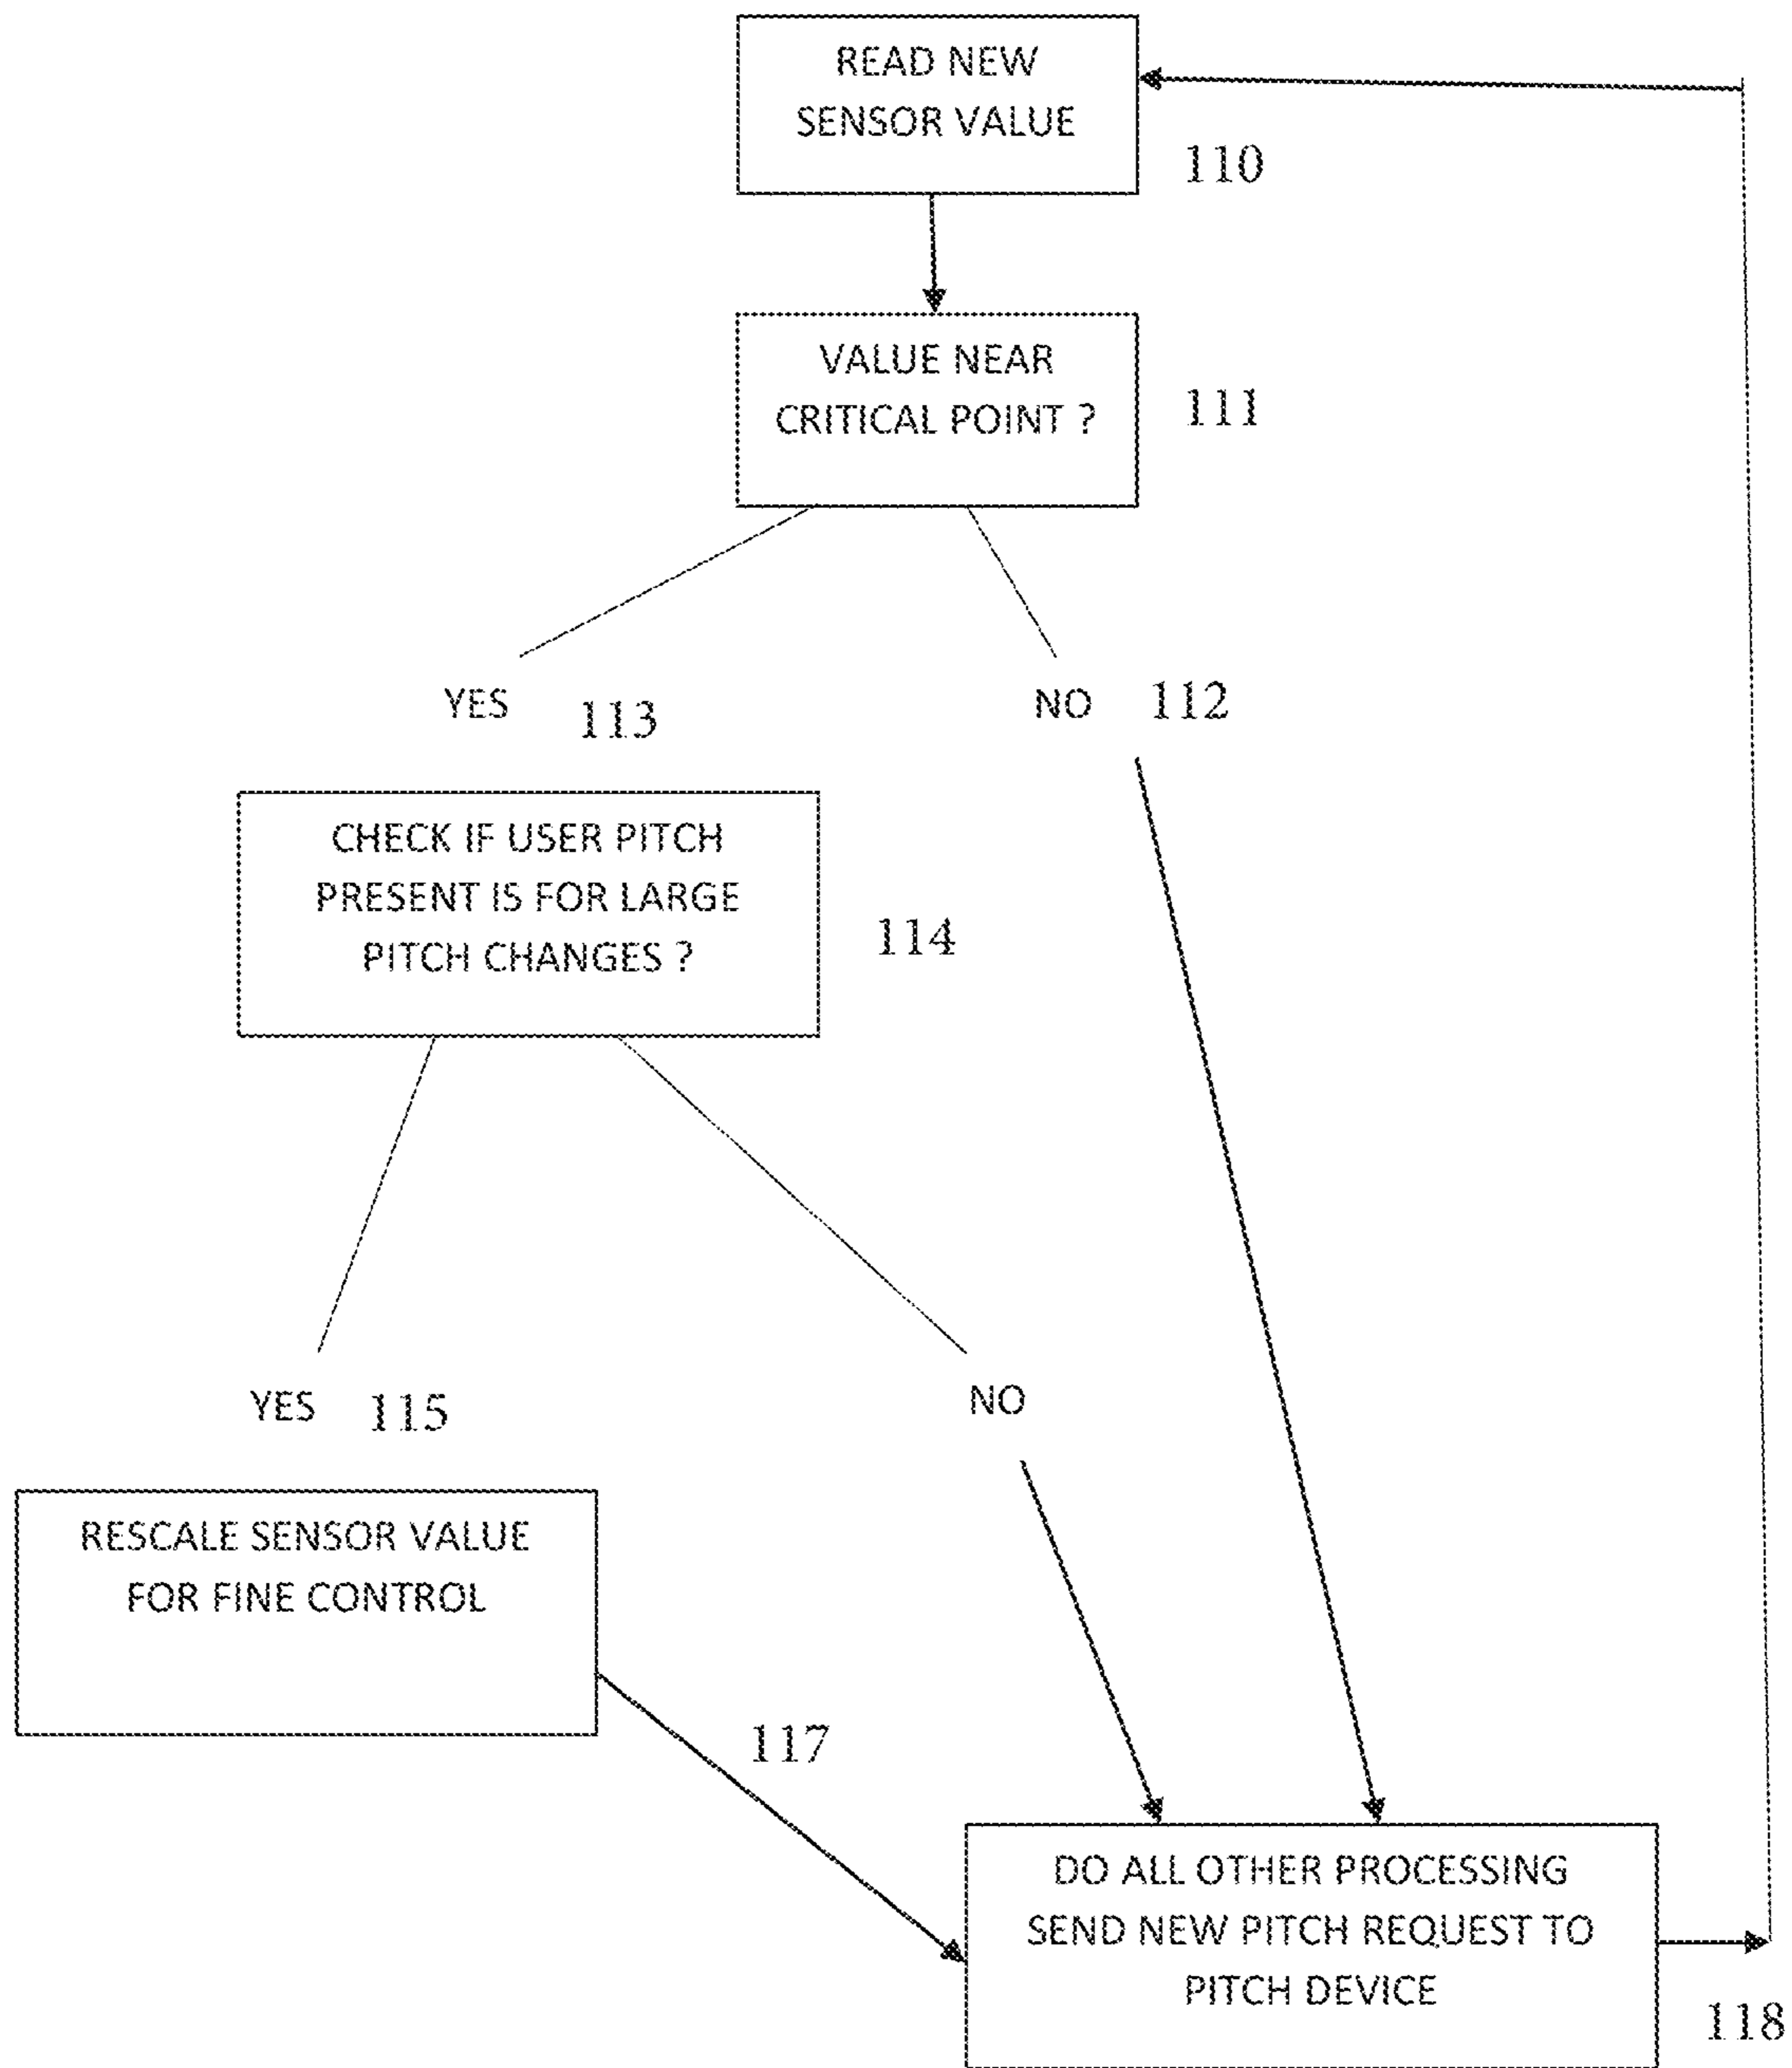 READ NEW
SENSOR VALUE
110
VALUE NEAR
CRITICAL POINT ?
111
YES
113
NO
112
CHECK IF USER PITCH
PRESENT IS FOR LARGE
PITCH CHANGES ?
114
YES
115
NO
RESCALE SENSOR VALUE
FOR FINE CONTROL
117
DO ALL OTHER PROCESSING
SEND NEW PITCH REQUEST TO
PITCH DEVICE
118